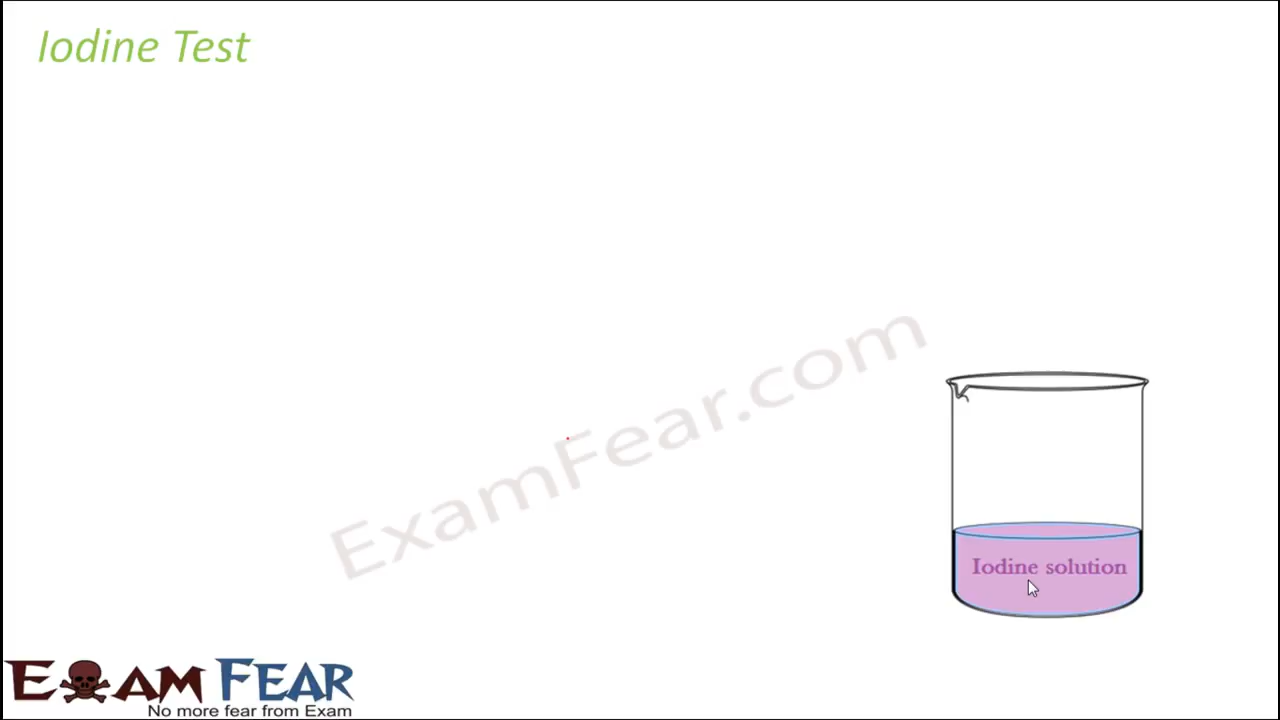 Iodine Test
ExamFear.com
Iodine solution
EXAM FEAR
No more fear from Exam